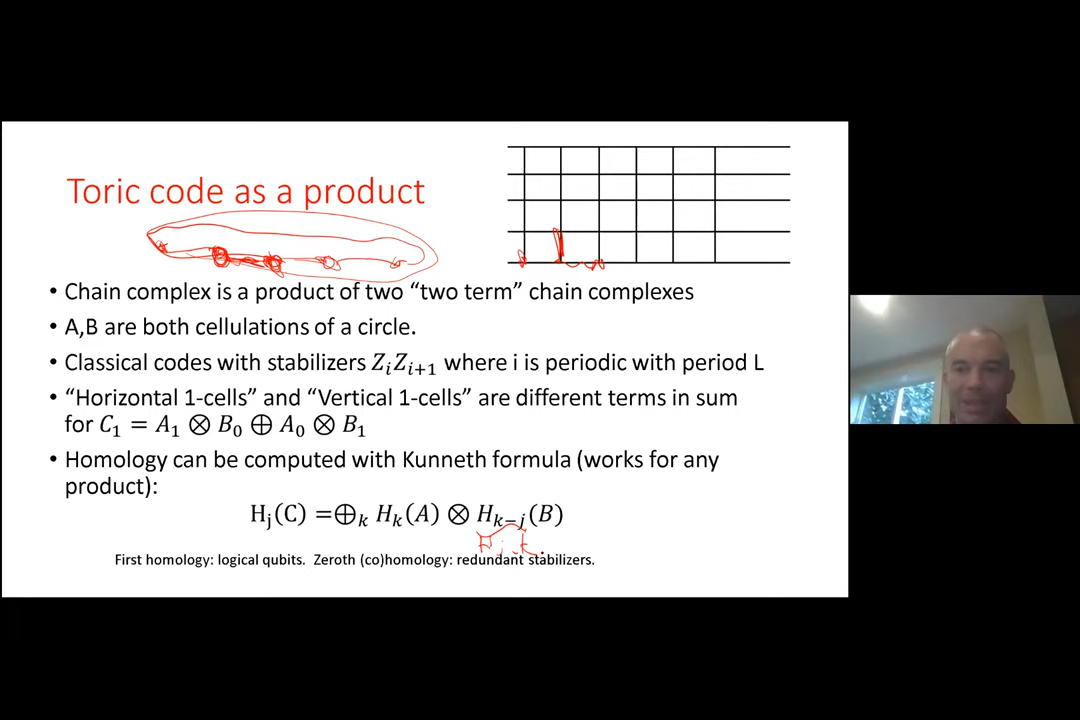 Toric code as a product
• Chain complex is a product of two “two term” chain complexes
• A,B are both cellulations of a circle.
• Classical codes with stabilizers Z_iZ_{i+1} where i is periodic with period L
• “Horizontal 1-cells” and “Vertical 1-cells” are different terms in sum
for C_1 = A_1 ⊗ B_0 ⊕ A_0 ⊗ B_1
• Homology can be computed with Kunneth formula (works for any
product):
H_j(C) =⊕_k H_k(A) ⊗ H_{k−j}(B)
First homology: logical qubits. Zeroth (co)homology: redundant stabilizers.